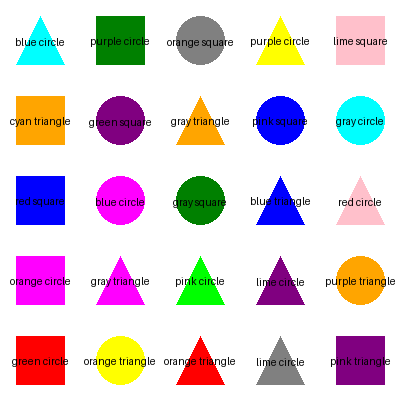 blue circle
purple circle
orange square
purple circle
lime square
cyan triangle
green square
gray triangle
pink square
gray circle
red square
blue circle
gray square
blue triangle
red circle
orange circle
gray triangle
pink circle
lime circle
purple triangle
green circle
orange triangle
orange triangle
lime circle
pink triangle